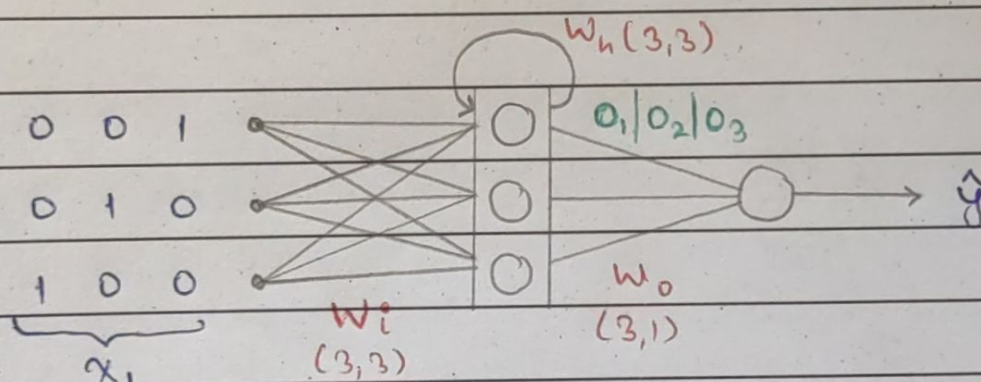 Wₕ(3,3)
0 0 1 O₁|O₂|O₃
0 1 0 ŷ
1 0 0
Wᵢ Wₒ
(3,3) (3,1)
x₁